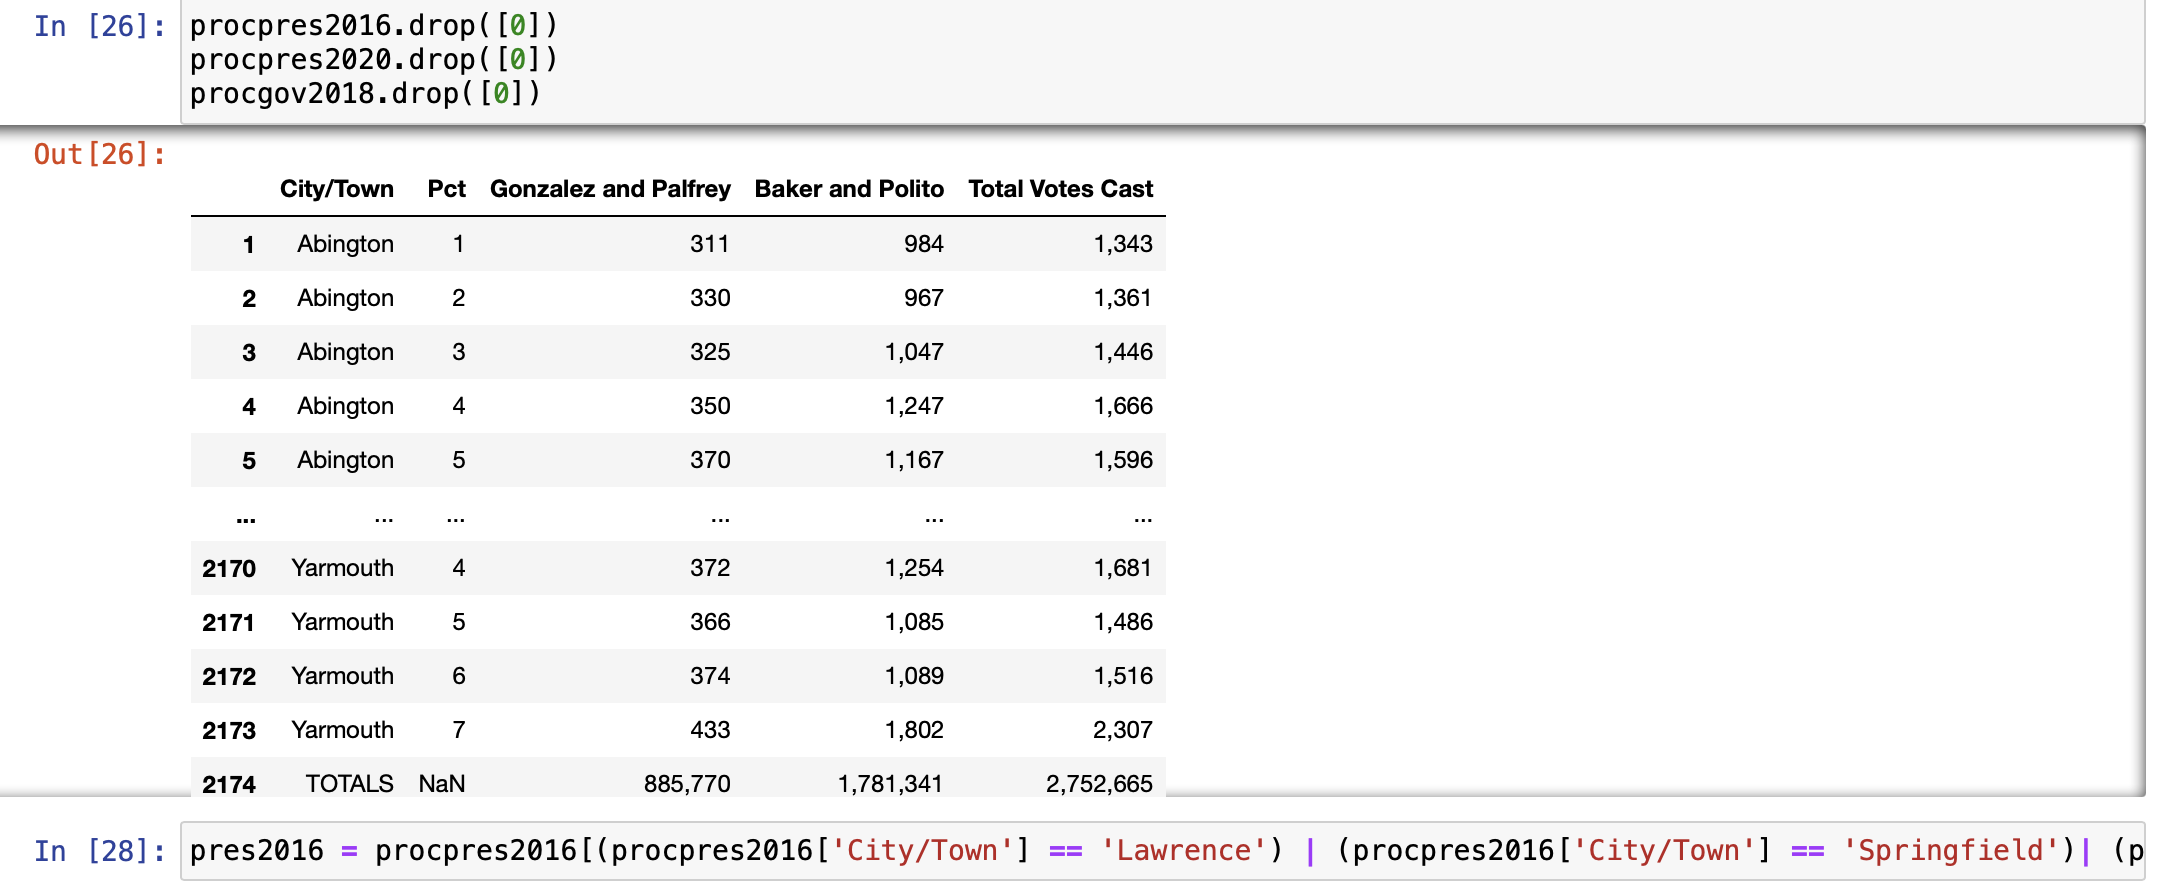 In [26]: procpres2016.drop([0])
procpres2020.drop([0])
procgov2018.drop([0])
Out[26]:
City/Town Pct Gonzalez and Palfrey Baker and Polito Total Votes Cast
1 Abington 1 311 984 1,343
2 Abington 2 330 967 1,361
3 Abington 3 325 1,047 1,446
4 Abington 4 350 1,247 1,666
5 Abington 5 370 1,167 1,596
... ... ... ... ... ...
2170 Yarmouth 4 372 1,254 1,681
2171 Yarmouth 5 366 1,085 1,486
2172 Yarmouth 6 374 1,089 1,516
2173 Yarmouth 7 433 1,802 2,307
2174 TOTALS NaN 885,770 1,781,341 2,752,665
In [28]: pres2016 = procpres2016[(procpres2016['City/Town'] == 'Lawrence') | (procpres2016['City/Town'] == 'Springfield')| (p